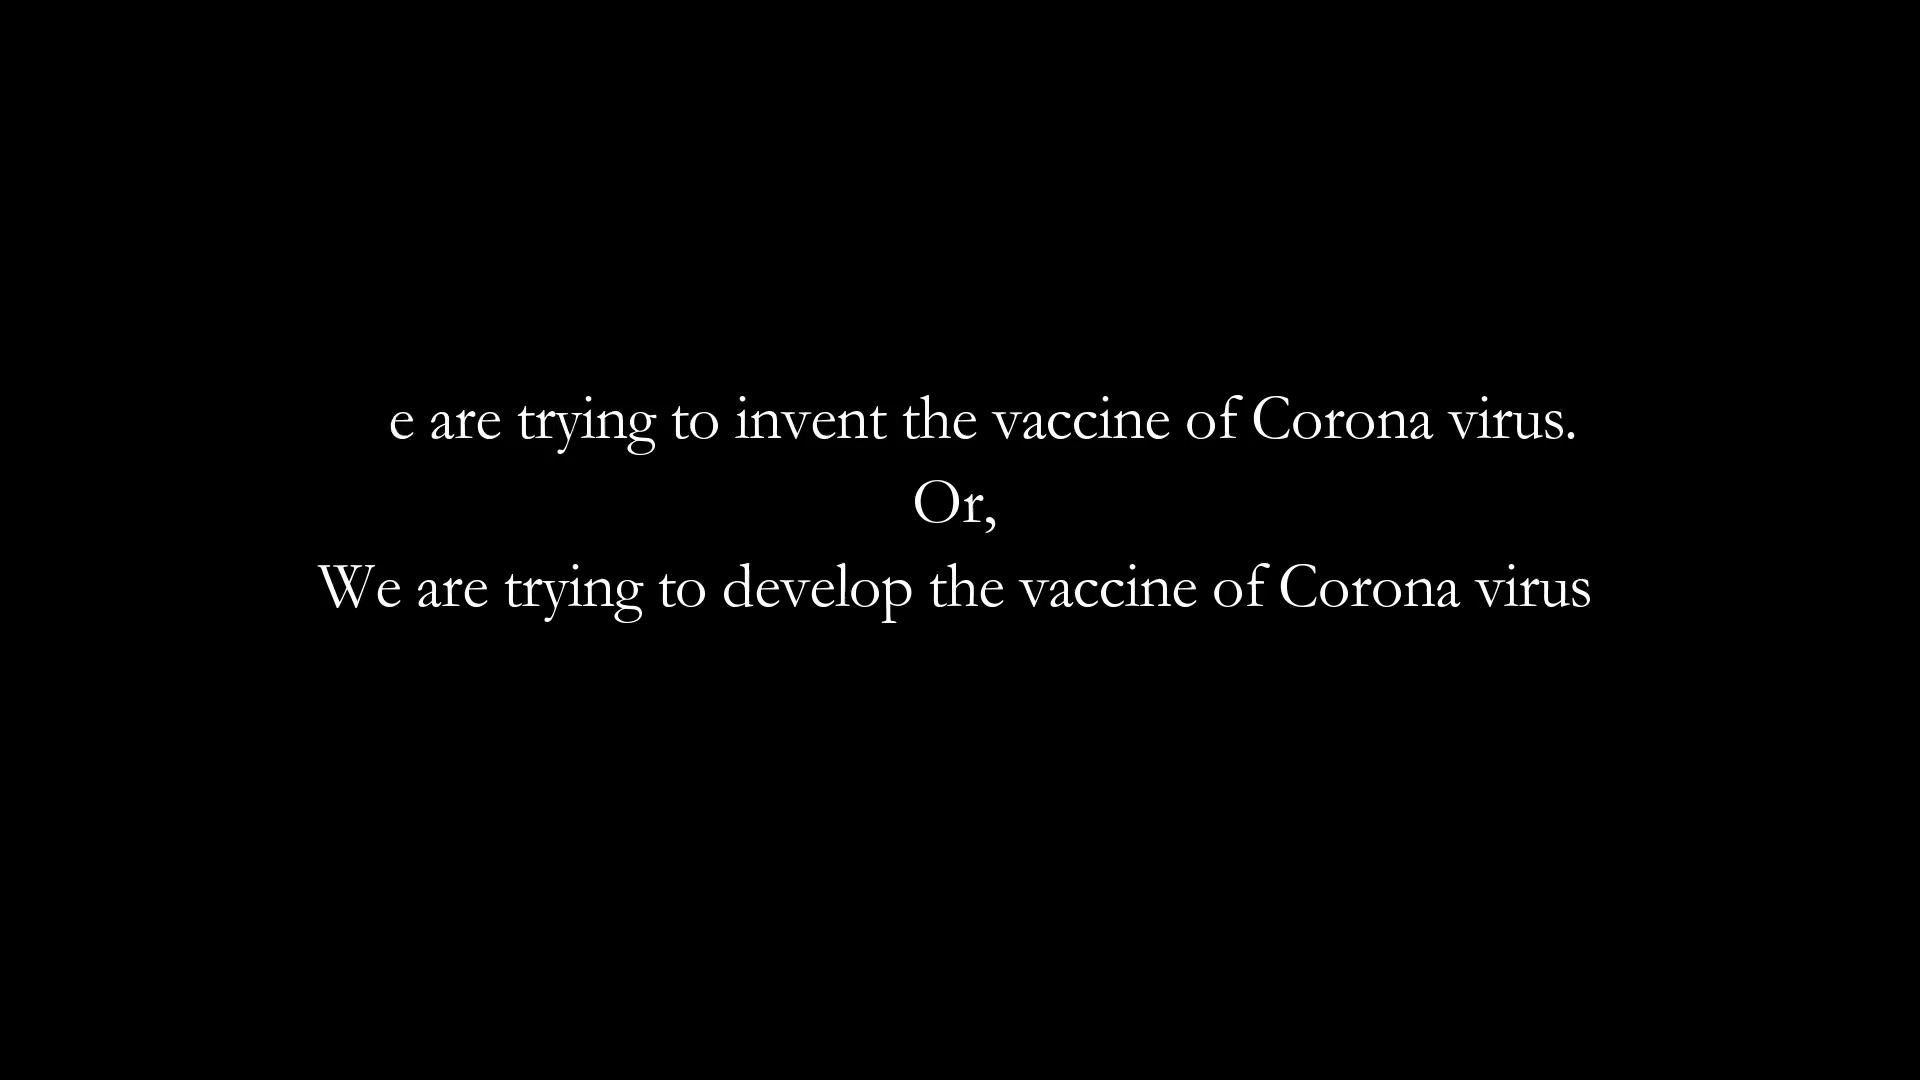 e are trying to invent the vaccine of Corona virus.
Or,
We are trying to develop the vaccine of Corona virus